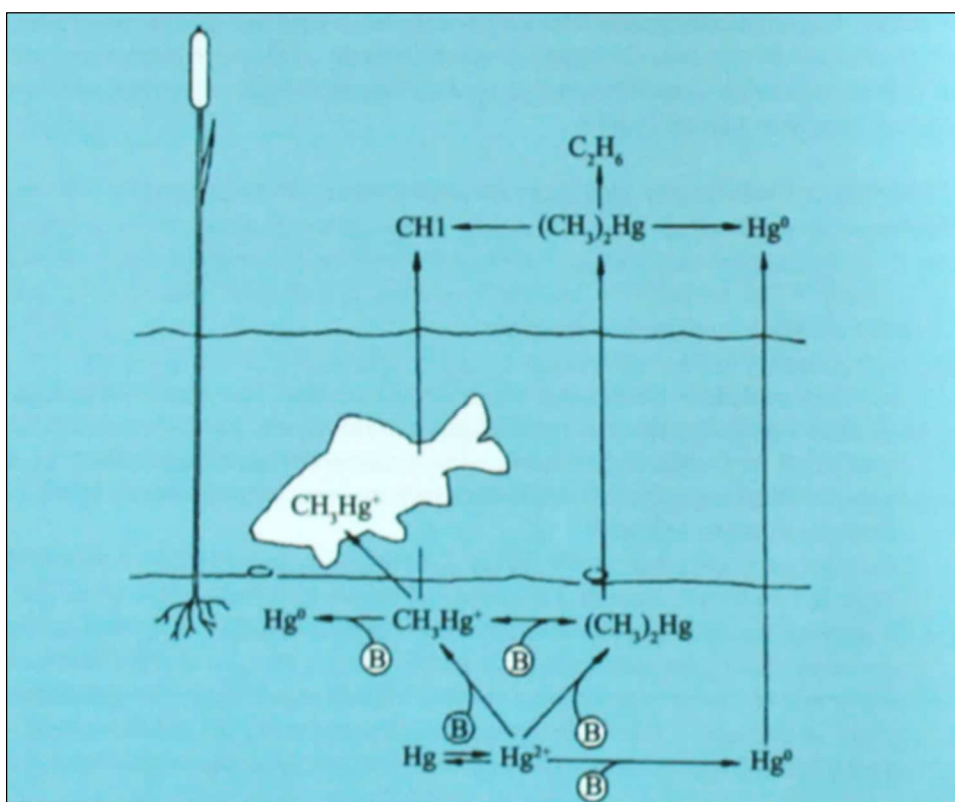 C₂H₆
CH1 (CH₃)₂Hg Hg⁰
CH₃Hg⁺
Hg⁰ CH₃Hg⁺ (CH₃)₂Hg
B B
B B
Hg Hg²⁺ Hg⁰
B